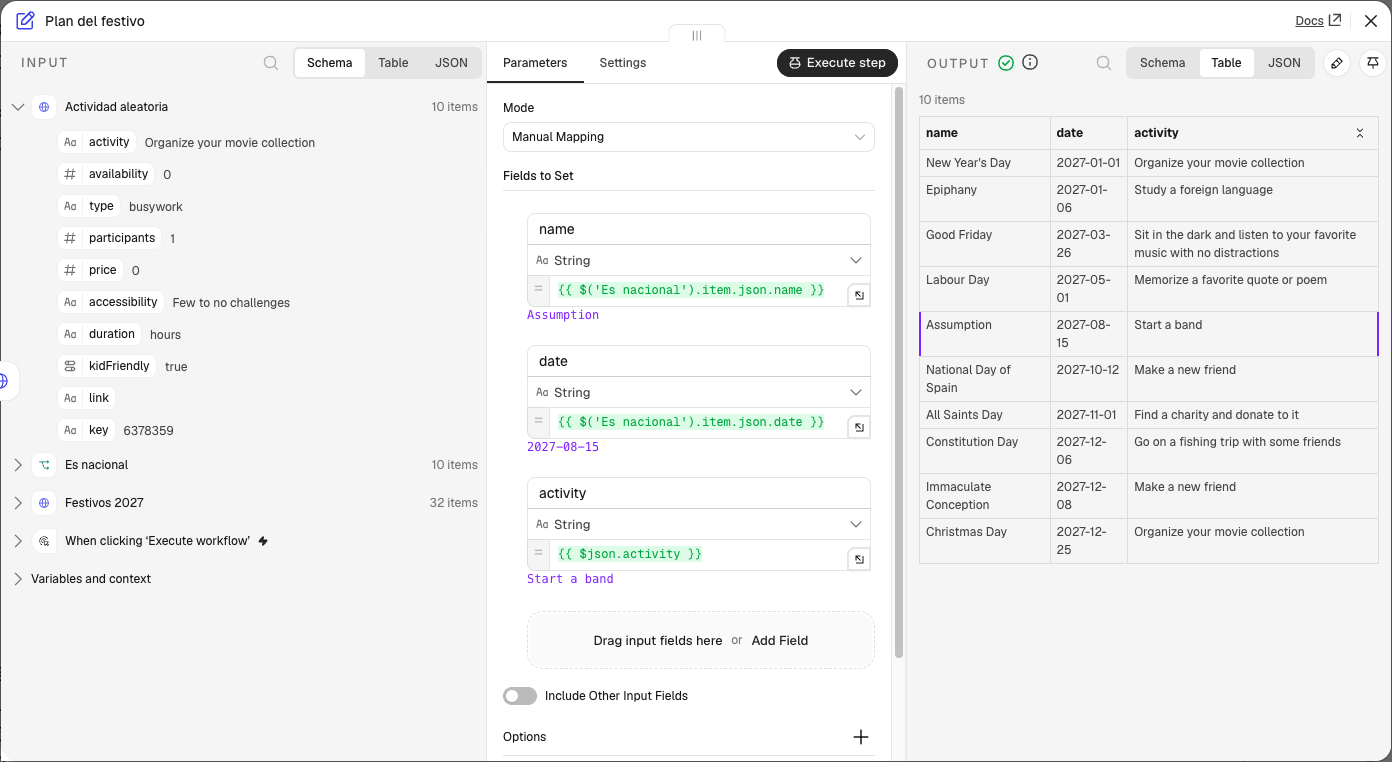 Plan del festivo
Docs
INPUT
Schema
Table
JSON
Actividad aleatoria
10 items
Aa activity Organize your movie collection
# availability 0
Aa type busywork
# participants 1
# price 0
Aa accessibility Few to no challenges
Aa duration hours
kidFriendly true
Aa link
Aa key 6378359
Es nacional
10 items
Festivos 2027
32 items
When clicking ‘Execute workflow’
Variables and context
Parameters
Settings
Execute step
Mode
Manual Mapping
Fields to Set
name
Aa String
= {{ $('Es nacional').item.json.name }}
Assumption
date
Aa String
= {{ $('Es nacional').item.json.date }}
2027-08-15
activity
Aa String
= {{ $json.activity }}
Start a band
Drag input fields here or Add Field
Include Other Input Fields
Options
OUTPUT
Schema
Table
JSON
10 items
name date activity
New Year's Day 2027-01-01 Organize your movie collection
Epiphany 2027-01-
06 Study a foreign language
Good Friday 2027-03-
26 Sit in the dark and listen to your favorite
music with no distractions
Labour Day 2027-05-
01 Memorize a favorite quote or poem
Assumption 2027-08-
15 Start a band
National Day of
Spain 2027-10-12 Make a new friend
All Saints Day 2027-11-01 Find a charity and donate to it
Constitution Day 2027-12-
06 Go on a fishing trip with some friends
Immaculate
Conception 2027-12-
08 Make a new friend
Christmas Day 2027-12-
25 Organize your movie collection